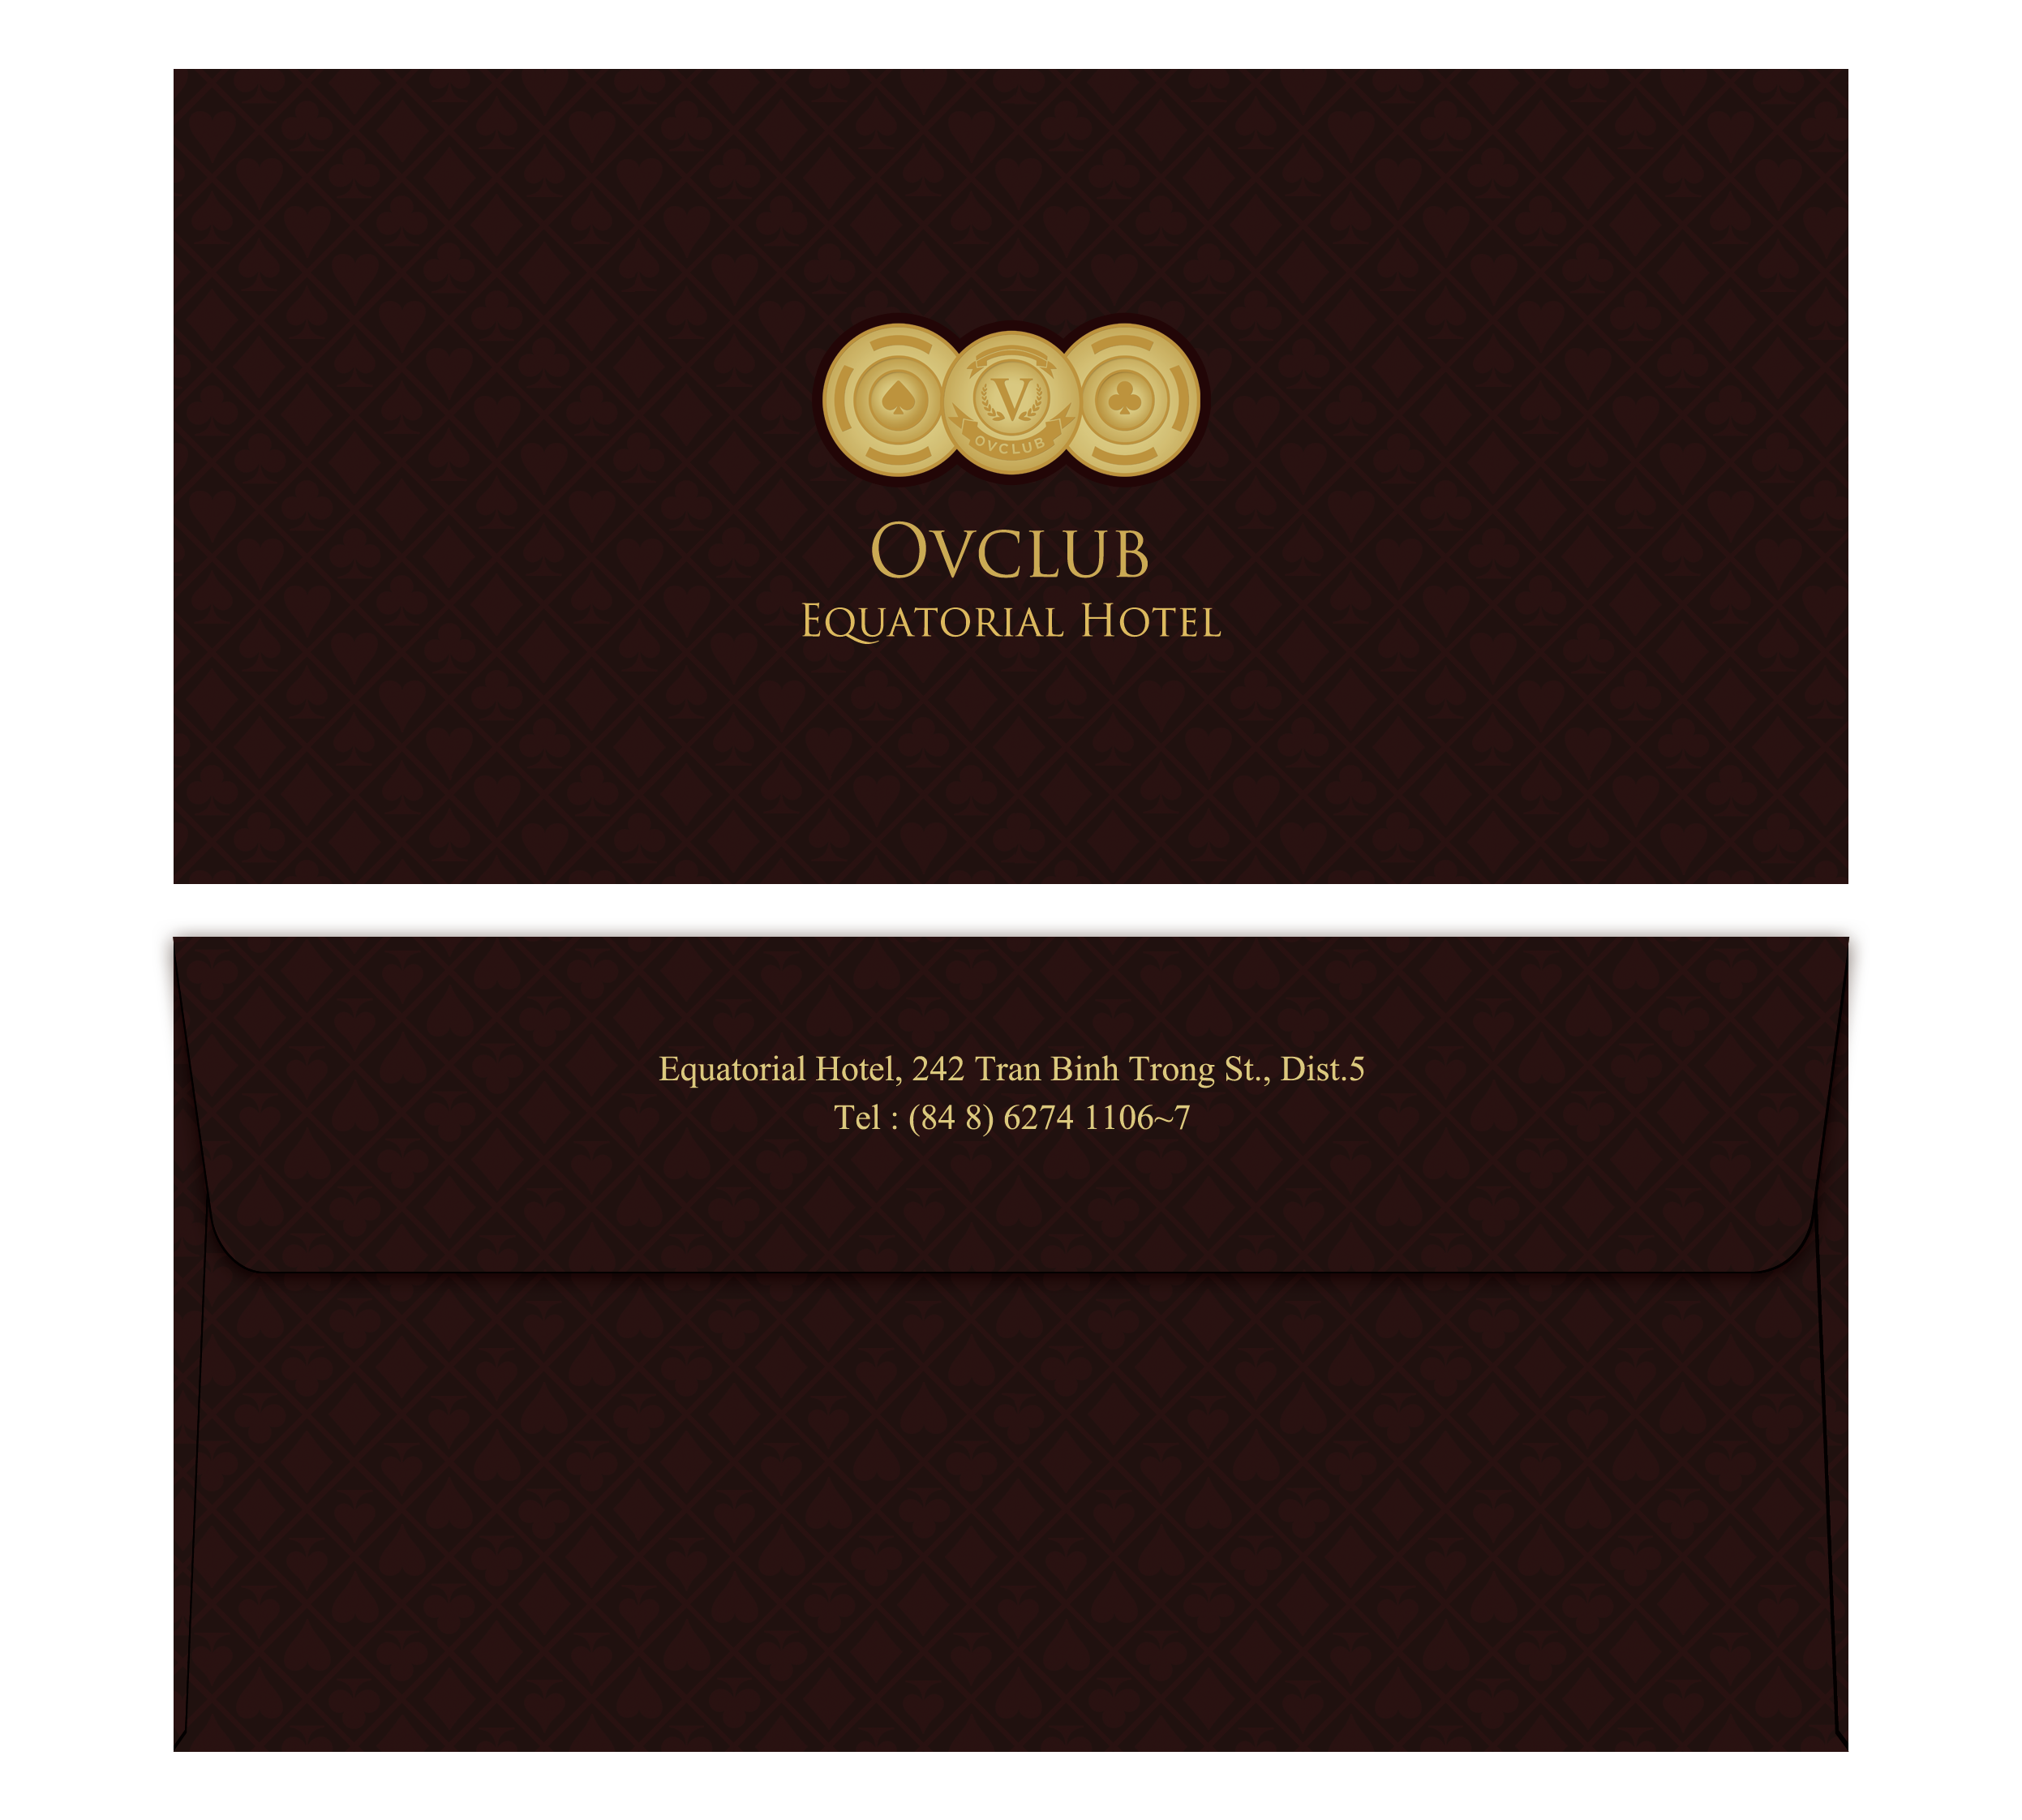 V
OVCLUB
OVCLUB
EQUATORIAL HOTEL
Equatorial Hotel, 242 Tran Binh Trong St., Dist.5
Tel : (84 8) 6274 1106~7